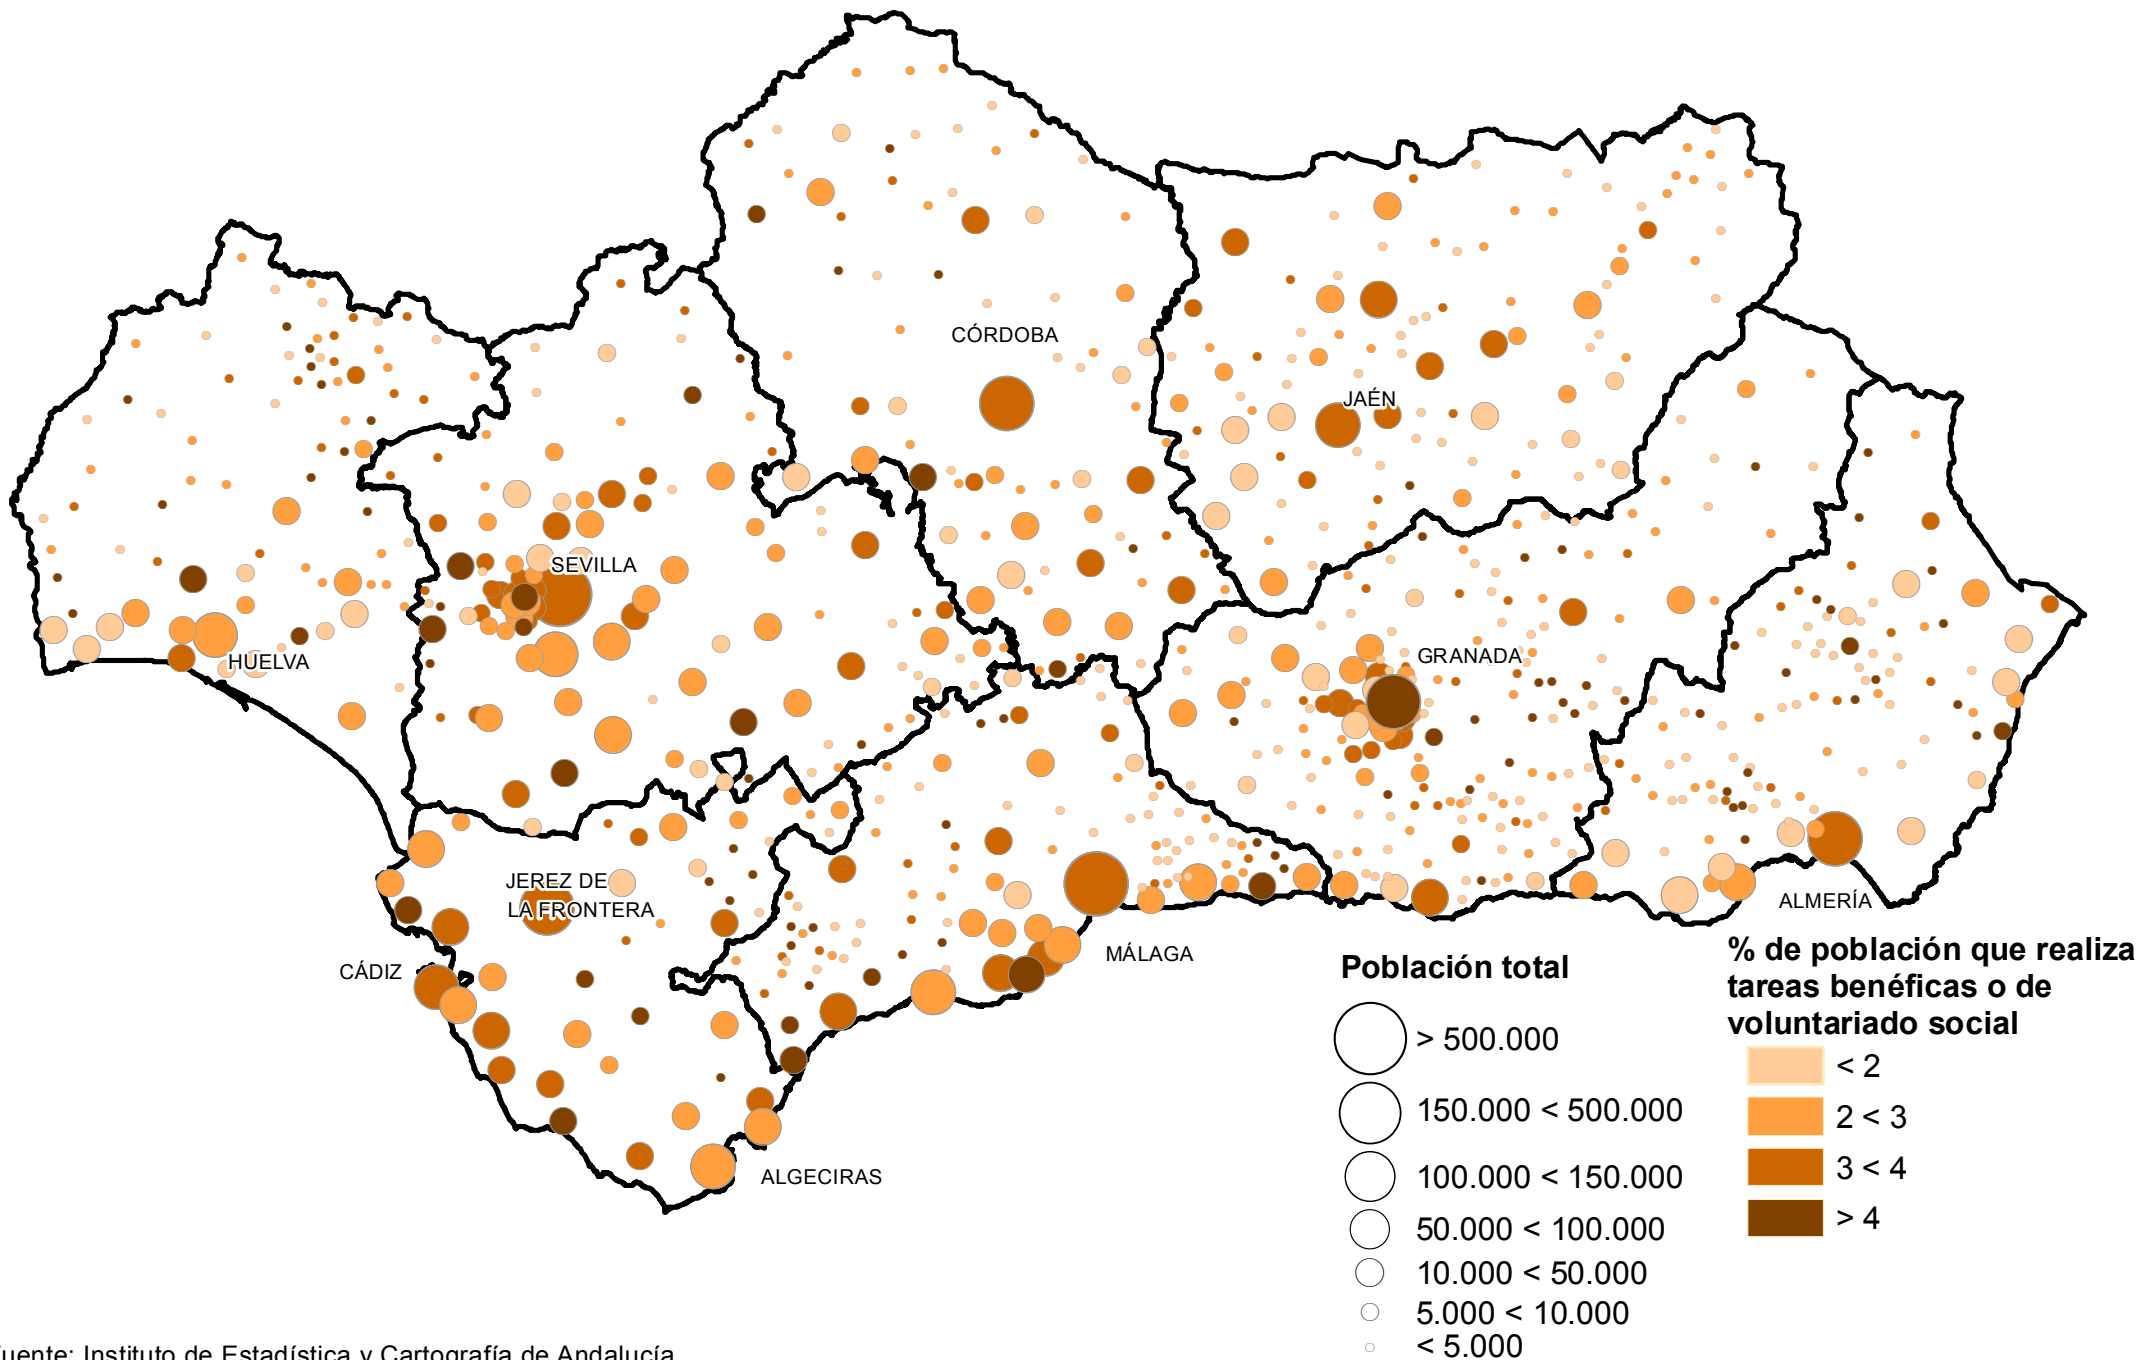 CÓRDOBA
JAÉN
SEVILLA
HUELVA
GRANADA
JEREZ DE
LA FRONTERA
CÁDIZ
MÁLAGA
ALMERÍA
ALGECIRAS
Población total
> 500.000
150.000 < 500.000
100.000 < 150.000
50.000 < 100.000
10.000 < 50.000
5.000 < 10.000
< 5.000
% de población que realiza
tareas benéficas o de
voluntariado social
< 2
2 < 3
3 < 4
> 4
uente: Instituto de Estadística y Cartografía de Andalucía